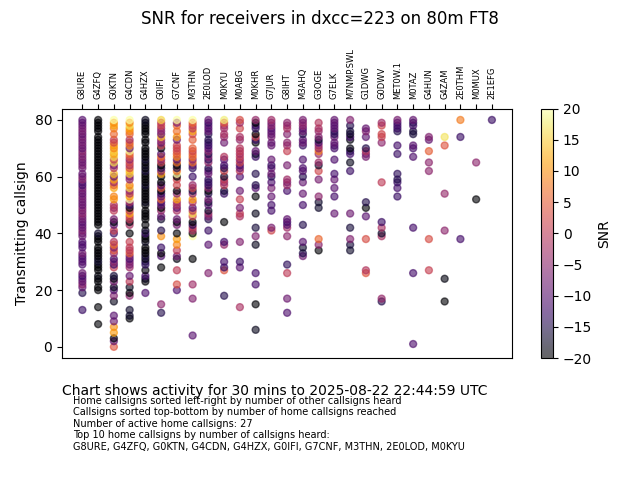 SNR for receivers in dxcc=223 on 80m FT8
G8URE G4ZFQ G0KTN G4CDN G4HZX G0IFI G7CNF M3THN 2E0LOD M0KYU M0ABG M0KHR G7JUR G8IHT M3AHQ G3OGE G7ELK M7NMP.SWL G1DWG G0DWV ME7OW.1 M0TAZ G4HUN G4ZAM 2E0THM M0MUX 2E1EFG
Transmitting callsign
80
60
40
20
0
20
15
10
5
0
−5
−10
−15
−20
SNR
Chart shows activity for 30 mins to 2025-08-22 22:44:59 UTC
Home callsigns sorted left-right by number of other callsigns heard
Callsigns sorted top-bottom by number of home callsigns reached
Number of active home callsigns: 27
Top 10 home callsigns by number of callsigns heard:
G8URE, G4ZFQ, G0KTN, G4CDN, G4HZX, G0IFI, G7CNF, M3THN, 2E0LOD, M0KYU